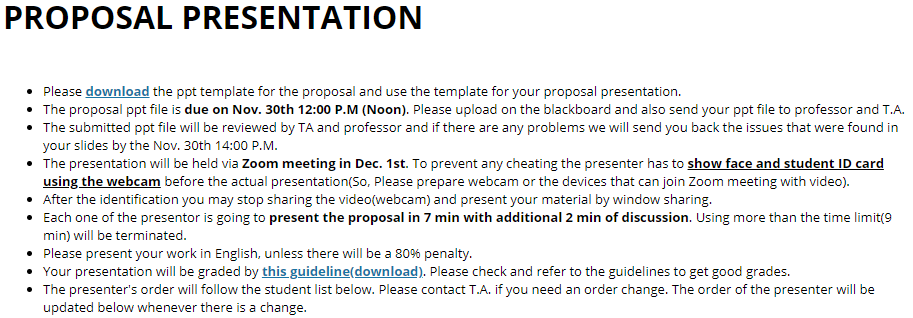 PROPOSAL PRESENTATION
• Please download the ppt template for the proposal and use the template for your proposal presentation.
• The proposal ppt file is due on Nov. 30th 12:00 P.M (Noon). Please upload on the blackboard and also send your ppt file to professor and T.A.
• The submitted ppt file will be reviewed by TA and professor and if there are any problems we will send you back the issues that were found in
your slides by the Nov. 30th 14:00 P.M.
• The presentation will be held via Zoom meeting in Dec. 1st. To prevent any cheating the presenter has to show face and student ID card
using the webcam before the actual presentation(So, Please prepare webcam or the devices that can join Zoom meeting with video).
• After the identification you may stop sharing the video(webcam) and present your material by window sharing.
• Each one of the presentor is going to present the proposal in 7 min with additional 2 min of discussion. Using more than the time limit(9
min) will be terminated.
• Please present your work in English, unless there will be a 80% penalty.
• Your presentation will be graded by this guideline(download). Please check and refer to the guidelines to get good grades.
• The presenter's order will follow the student list below. Please contact T.A. if you need an order change. The order of the presenter will be
updated below whenever there is a change.